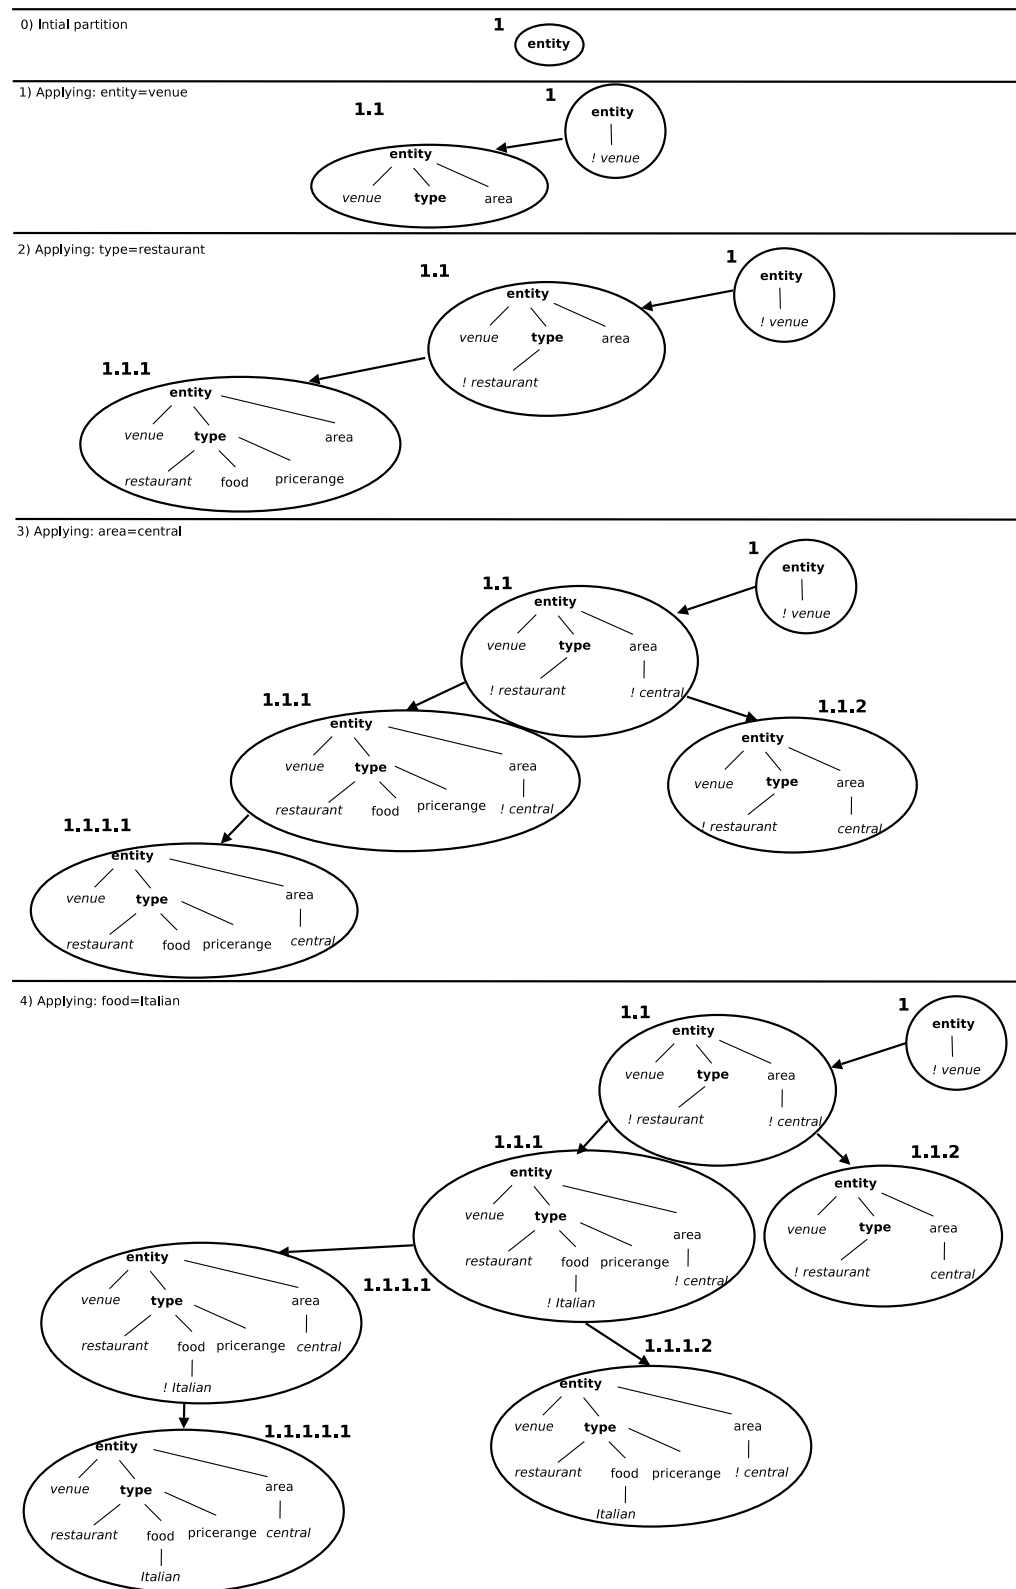 0) Intial partition
1
entity
1) Applying: entity=venue
1
1.1
entity
! venue
entity
venue type area
2) Applying: type=restaurant
1
1.1
entity
! venue
entity
venue type area
! restaurant
1.1.1
entity
venue type area
restaurant food pricerange
3) Applying: area=central
1
entity
! venue
1.1
entity
venue type area
! restaurant ! central
1.1.1
entity
venue type area
restaurant food pricerange ! central
1.1.2
entity
venue type area
! restaurant central
1.1.1.1
entity
venue type area
restaurant food pricerange central
4) Applying: food=Italian
1
entity
! venue
1.1
entity
venue type area
! restaurant ! central
1.1.1
entity
venue type area
restaurant food pricerange ! central
! Italian
1.1.2
entity
venue type area
! restaurant central
1.1.1.1
entity
venue type area
restaurant food pricerange central
! Italian
1.1.1.2
entity
venue type area
restaurant food pricerange ! central
Italian
1.1.1.1.1
entity
venue type area
restaurant food pricerange central
Italian